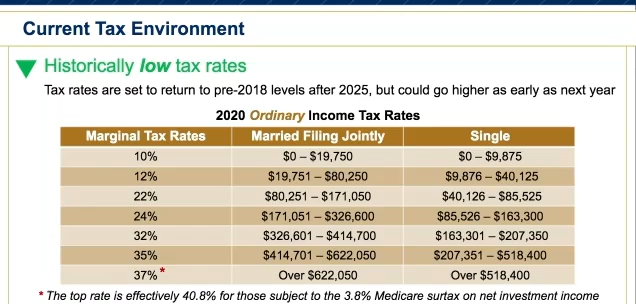 Current Tax Environment
Historically low tax rates
Tax rates are set to return to pre-2018 levels after 2025, but could go higher as early as next year
2020 Ordinary Income Tax Rates
Marginal Tax Rates Married Filing Jointly Single
10% $0 – $19,750 $0 – $9,875
12% $19,751 – $80,250 $9,876 – $40,125
22% $80,251 – $171,050 $40,126 – $85,525
24% $171,051 – $326,600 $85,526 – $163,300
32% $326,601 – $414,700 $163,301 – $207,350
35% $414,701 – $622,050 $207,351 – $518,400
37% * Over $622,050 Over $518,400
* The top rate is effectively 40.8% for those subject to the 3.8% Medicare surtax on net investment income